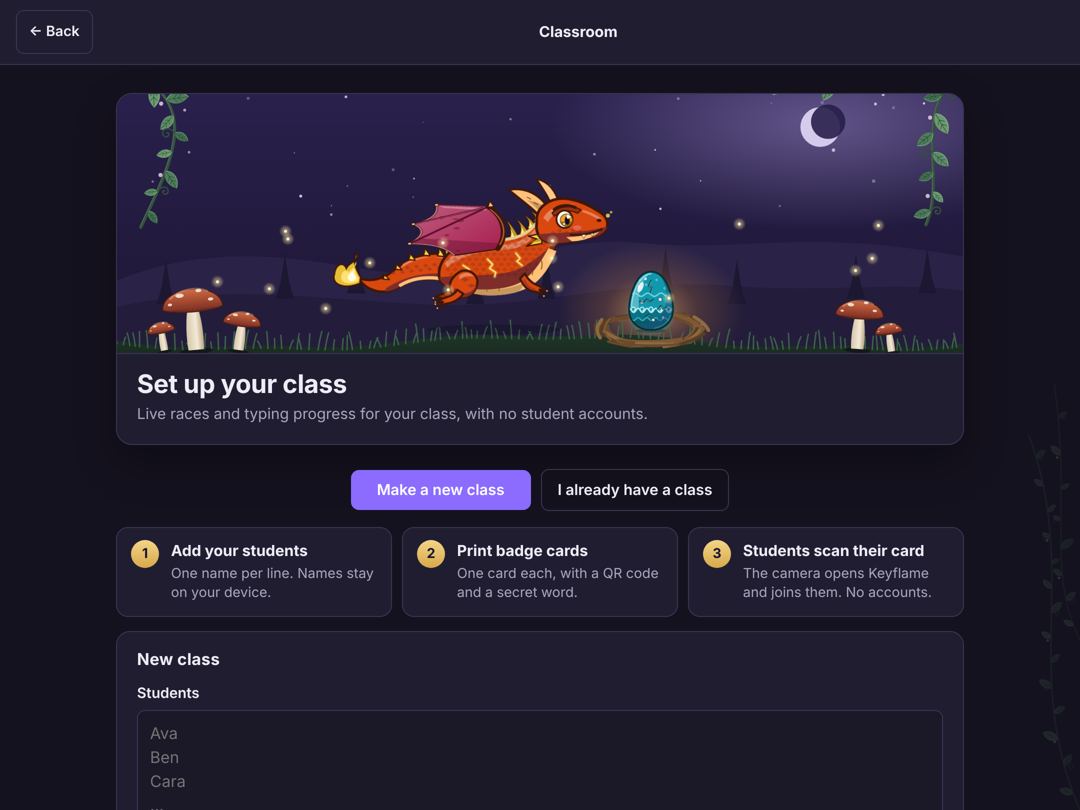 ← Back
Classroom
Set up your class
Live races and typing progress for your class, with no student accounts.
Make a new class
I already have a class
1
Add your students
One name per line. Names stay
on your device.
2
Print badge cards
One card each, with a QR code
and a secret word.
3
Students scan their card
The camera opens Keyflame
and joins them. No accounts.
New class
Students
Ava
Ben
Cara
...